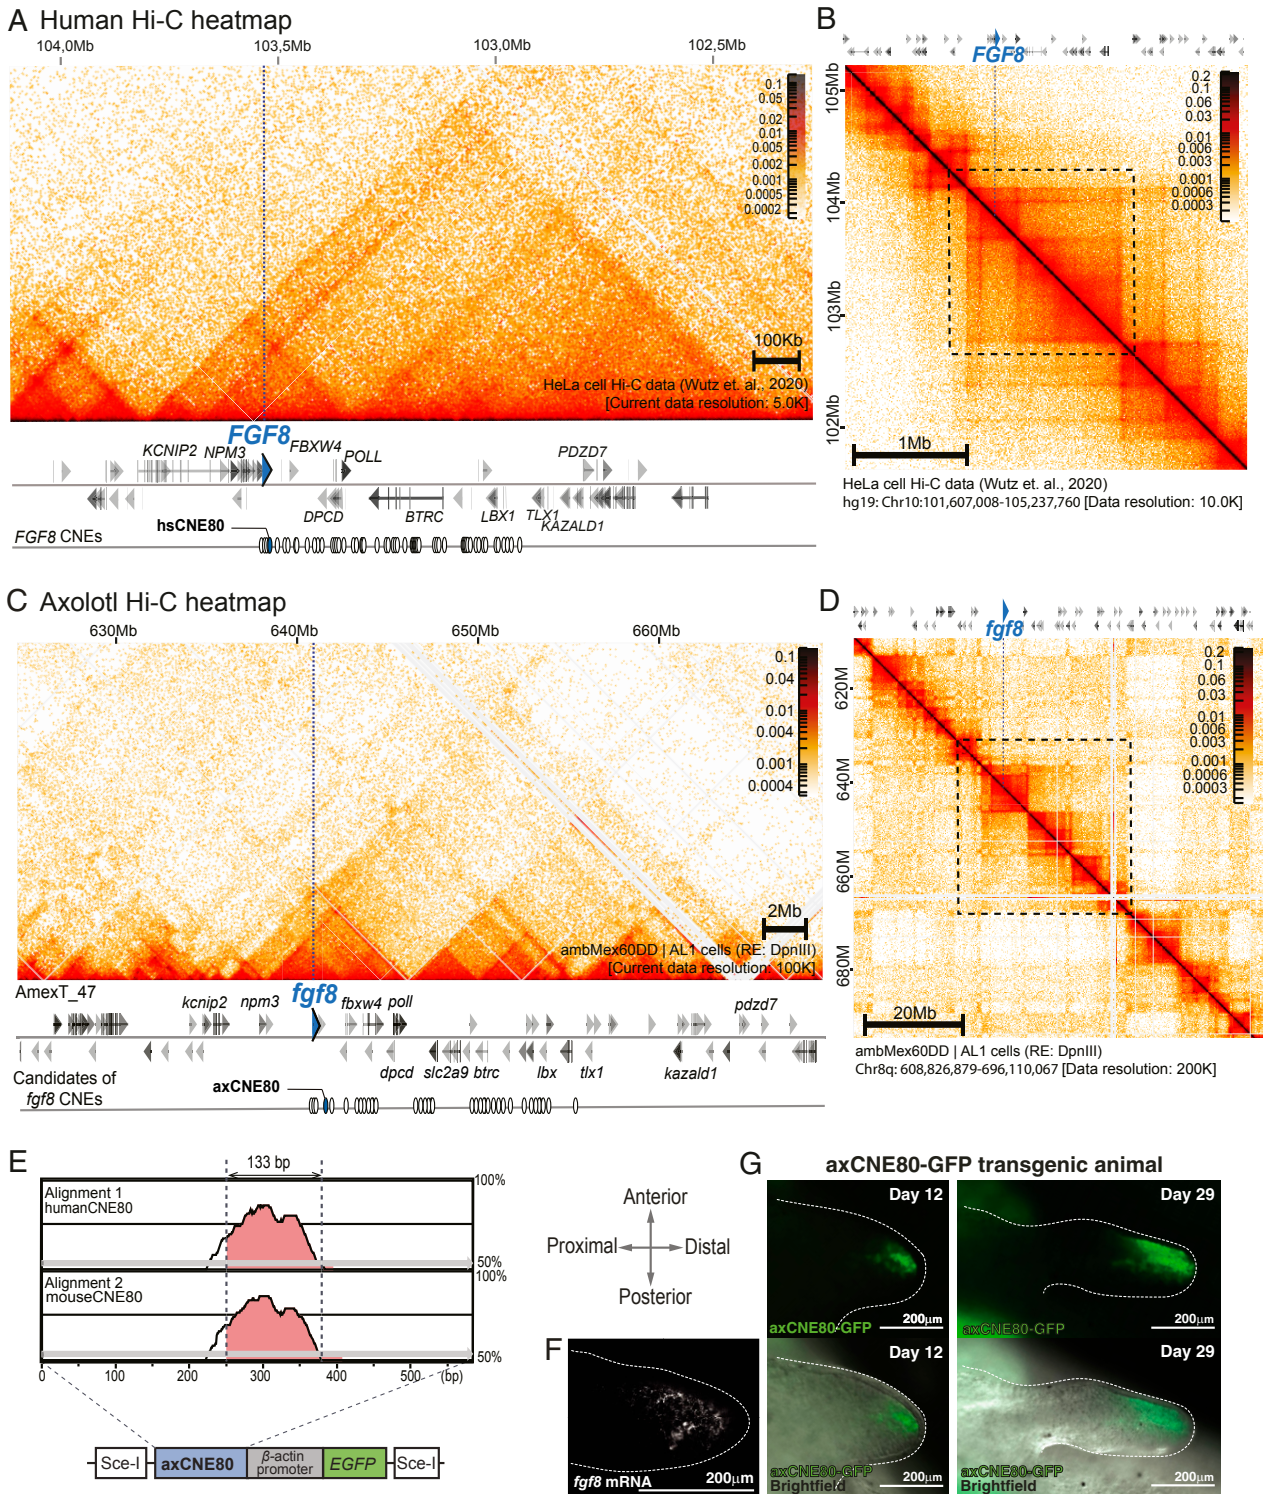 A Human Hi-C heatmap
104,0Mb 103,5Mb 103,0Mb 102,5Mb
0.1
0.05
0.02
0.01
0.005
0.002
0.001
0.0005
0.0002
100Kb
HeLa cell Hi-C data (Wutz et. al., 2020)
[Current data resolution: 5.0K]
FGF8
KCNIP2 NPM3 FBXW4 POLL PDZD7
DPCD BTRC LBX1 TLX1 KAZALD1
hsCNE80
FGF8 CNEs
B
FGF8
105Mb
104Mb
103Mb
102Mb
0.2
0.1
0.06
0.03
0.01
0.006
0.003
0.001
0.0006
0.0003
1Mb
HeLa cell Hi-C data (Wutz et. al., 2020)
hg19: Chr10:101,607,008-105,237,760 [Data resolution: 10.0K]
C Axolotl Hi-C heatmap
630Mb 640Mb 650Mb 660Mb
0.1
0.04
0.01
0.004
0.001
0.0004
2Mb
ambMex60DD | AL1 cells (RE: DpnIII)
[Current data resolution: 100K]
AmexT_47
fgf8
kcnip2 npm3 fbxw4 poll pdzd7
dpcd slc2a9 btrc lbx tlx1 kazald1
Candidates of
fgf8 CNEs
axCNE80
D
fgf8
620M
640M
660M
680M
0.2
0.1
0.06
0.03
0.01
0.006
0.003
0.001
0.0006
0.0003
20Mb
ambMex60DD | AL1 cells (RE: DpnIII)
Chr8q: 608,826,879-696,110,067 [Data resolution: 200K]
E
133 bp
Alignment 1
humanCNE80
100%
50%
Alignment 2
mouseCNE80
100%
50%
0 100 200 300 400 500 (bp)
Sce-I axCNE80 β-actin promoter EGFP Sce-I
Anterior
Proximal Distal
Posterior
F
fgf8 mRNA
200μm
G axCNE80-GFP transgenic animal
Day 12
axCNE80-GFP
200μm
Day 29
axCNE80-GFP
200μm
Day 12
axCNE80-GFP
Brightfield
200μm
Day 29
axCNE80-GFP
Brightfield
200μm